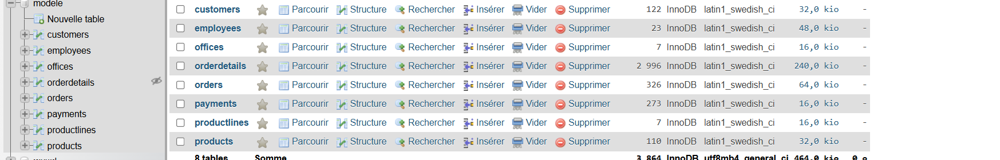 modele
Nouvelle table
customers
employees
offices
orderdetails
orders
payments
productlines
products
customers Parcourir Structure Rechercher Insérer Vider Supprimer 122 InnoDB latin1_swedish_ci 32,0 kio -
employees Parcourir Structure Rechercher Insérer Vider Supprimer 23 InnoDB latin1_swedish_ci 48,0 kio -
offices Parcourir Structure Rechercher Insérer Vider Supprimer 7 InnoDB latin1_swedish_ci 16,0 kio -
orderdetails Parcourir Structure Rechercher Insérer Vider Supprimer 2 996 InnoDB latin1_swedish_ci 240,0 kio -
orders Parcourir Structure Rechercher Insérer Vider Supprimer 326 InnoDB latin1_swedish_ci 64,0 kio -
payments Parcourir Structure Rechercher Insérer Vider Supprimer 273 InnoDB latin1_swedish_ci 16,0 kio -
productlines Parcourir Structure Rechercher Insérer Vider Supprimer 7 InnoDB latin1_swedish_ci 16,0 kio -
products Parcourir Structure Rechercher Insérer Vider Supprimer 110 InnoDB latin1_swedish_ci 32,0 kio -
8 tables Somme 3 864 InnoDB utf8mb4_general_ci 464,0 kio 0 o